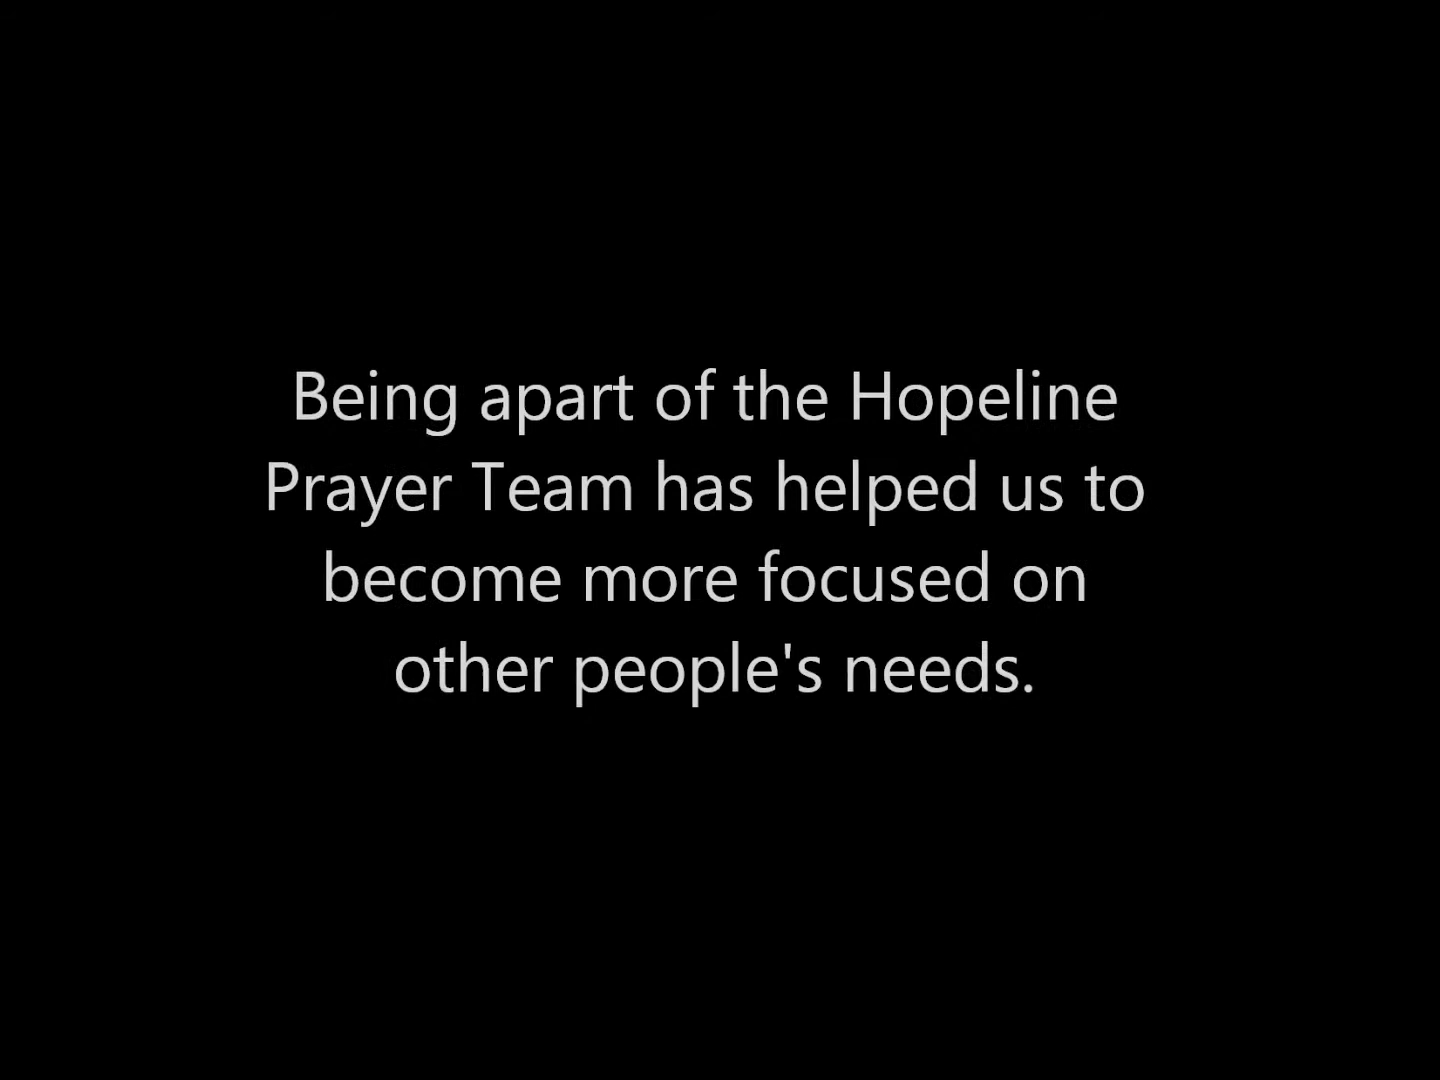 Being apart of the Hopeline
Prayer Team has helped us to
become more focused on
other people's needs.